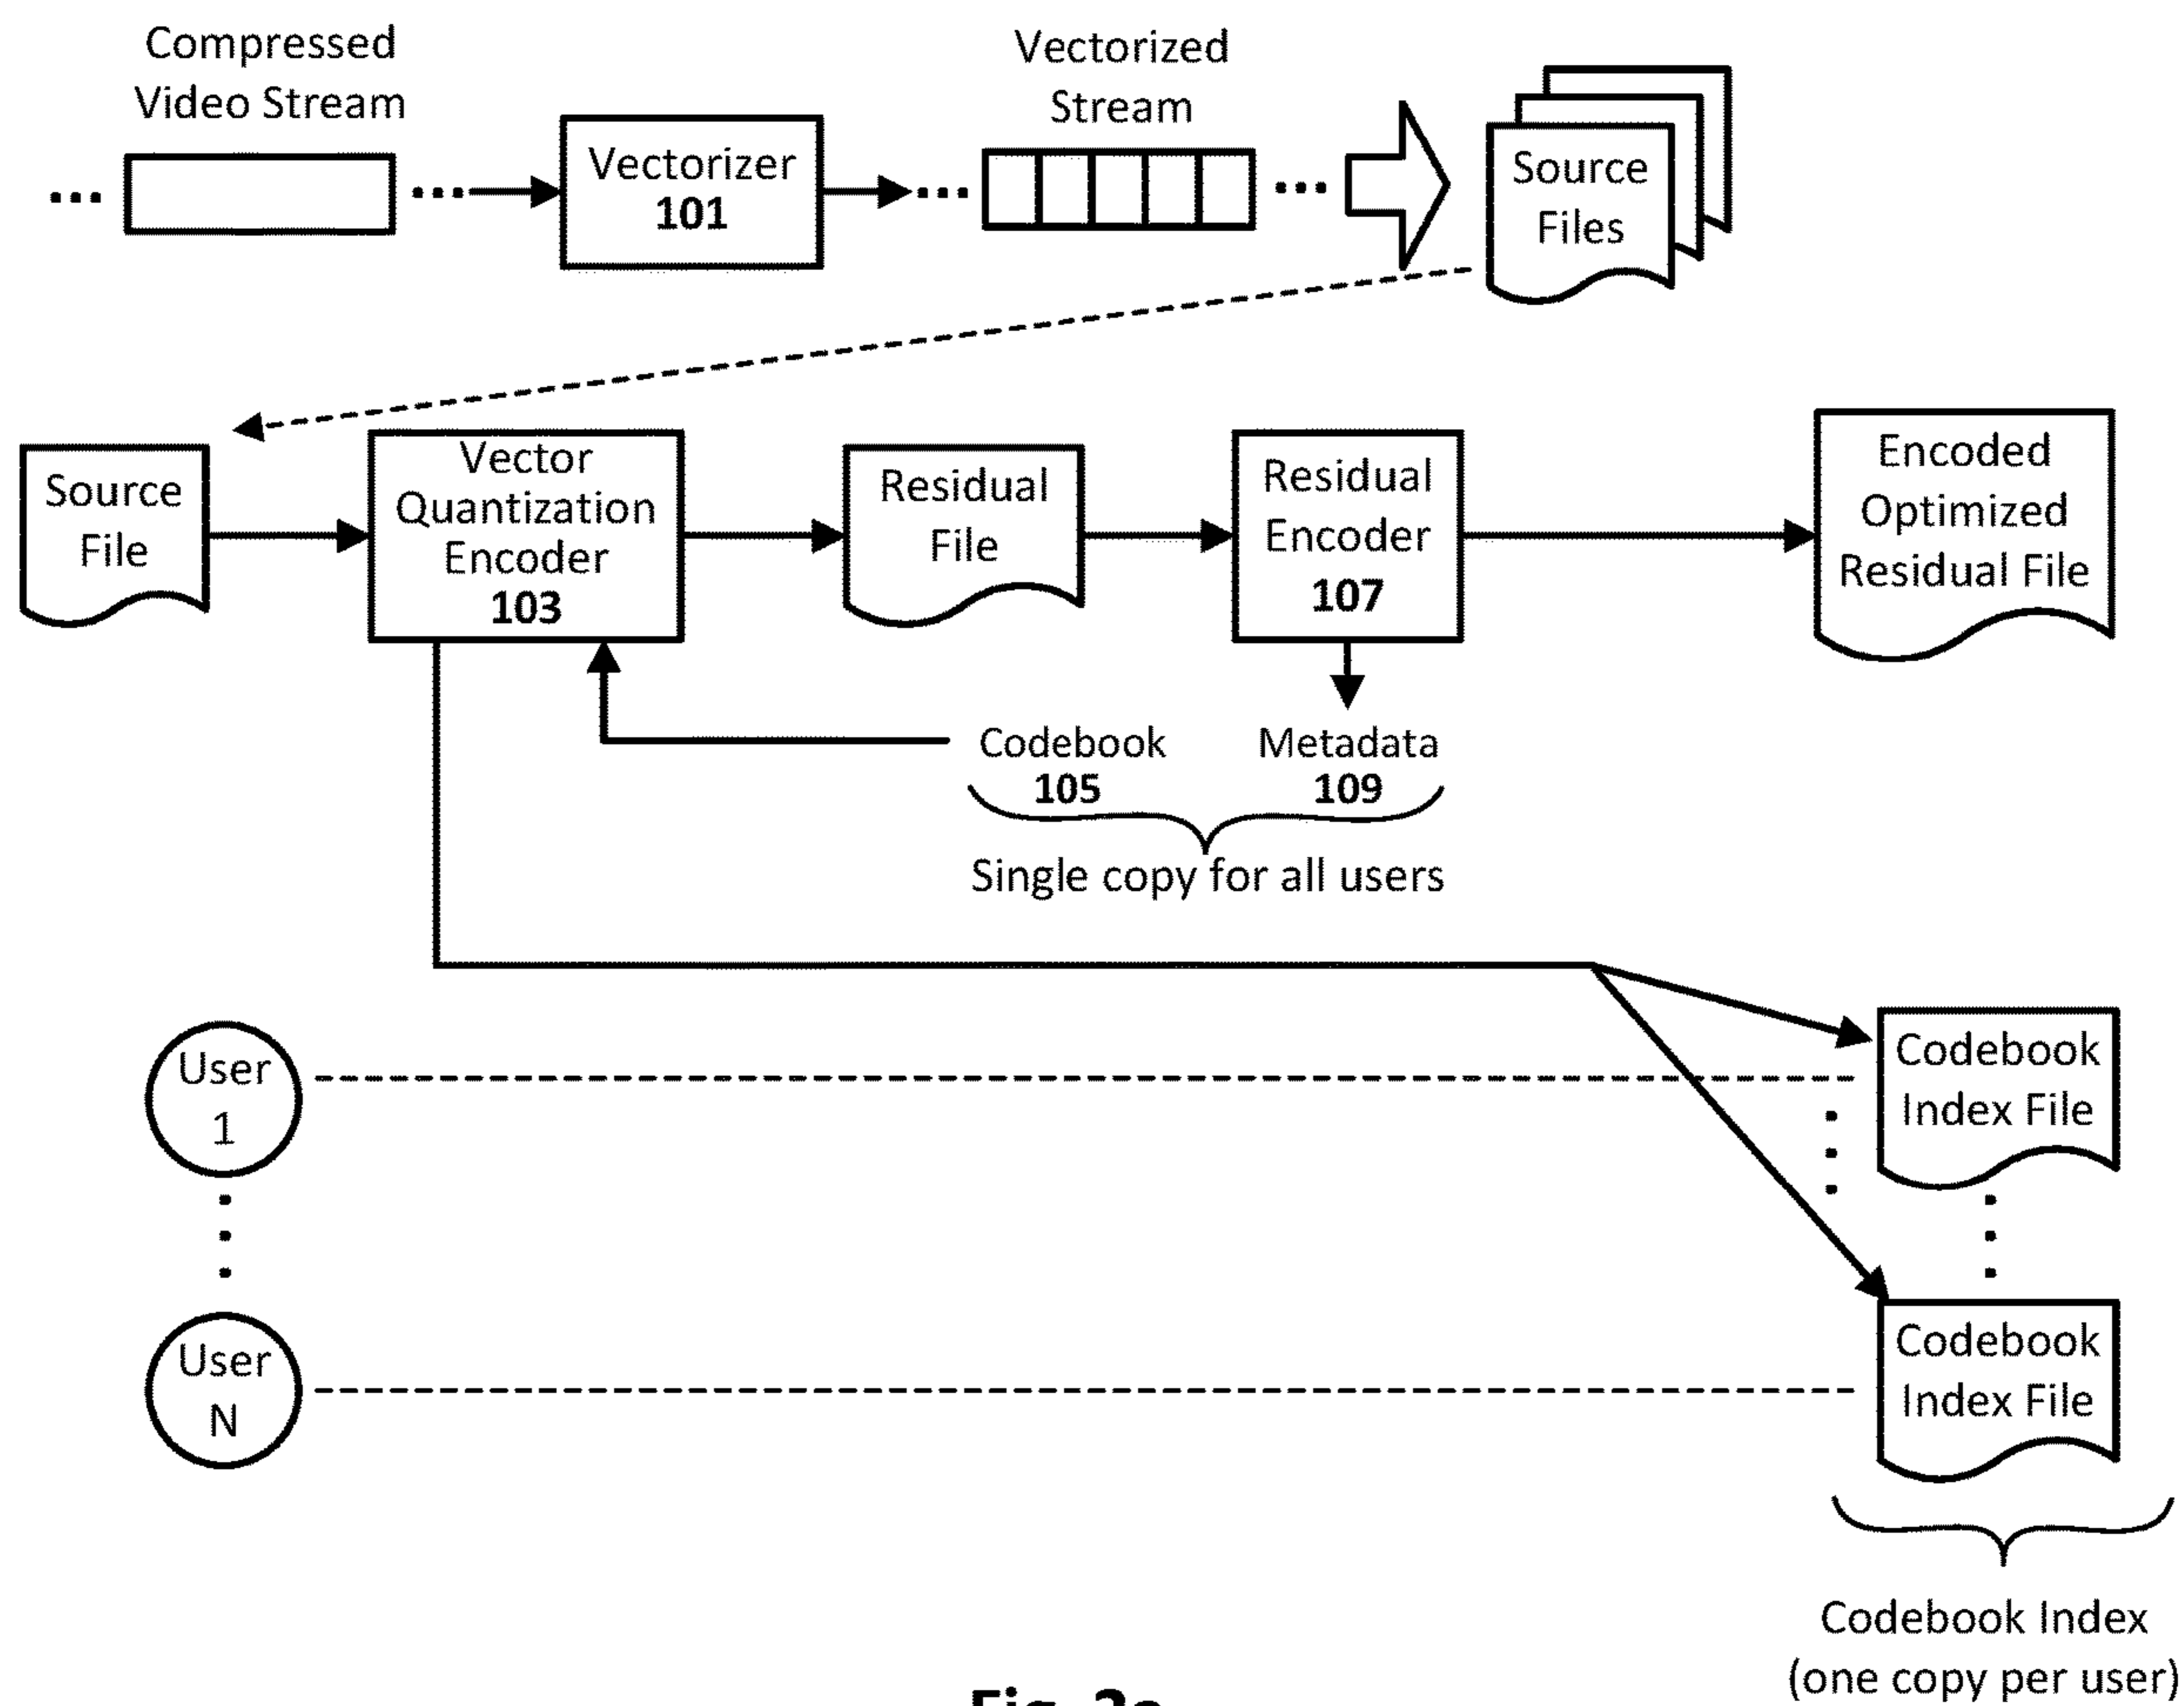 Compressed
Video Stream
Vectorizer
101
Vectorized
Stream
Source
Files
Source
File
Vector
Quantization
Encoder
103
Residual
File
Residual
Encoder
107
Encoded
Optimized
Residual File
Codebook
105
Metadata
109
Single copy for all users
User
1
Codebook
Index File
User
N
Codebook
Index File
Codebook Index
(one copy per user)